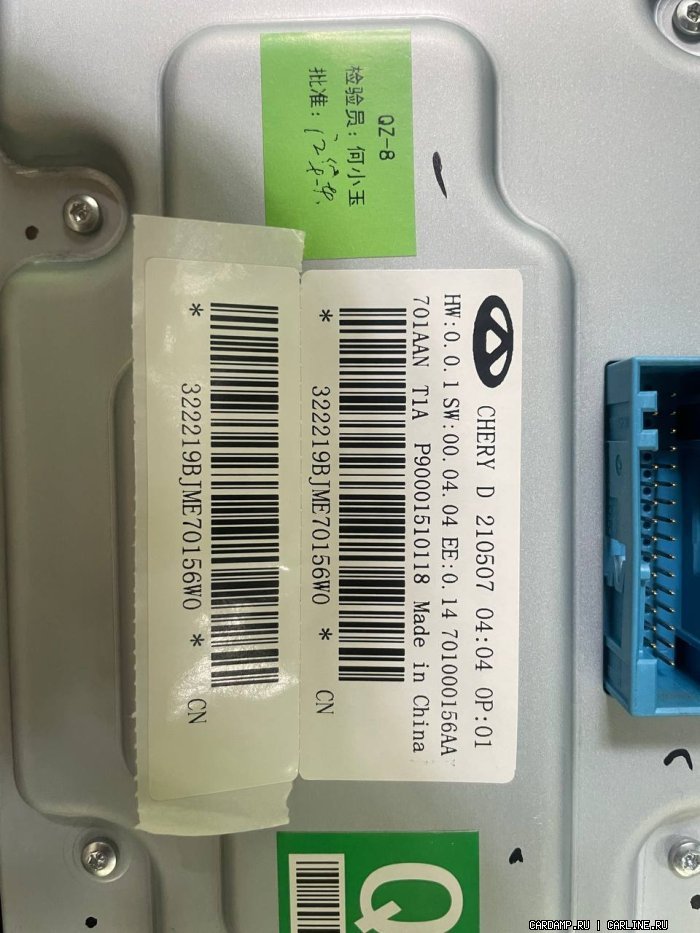 QZ-8
检验员: 何小玉
批准:
CHERY D 210507 04:04 OP:01
HW:0.0.1 SW:00.04.04 EE:0.14 701000156AA
701AAN T1A P90001510118 Made in China
* 322219BJME70156W0 * CN
* 322219BJME70156W0 * CN
Q
CARDAMP.RU | CARLINE.RU